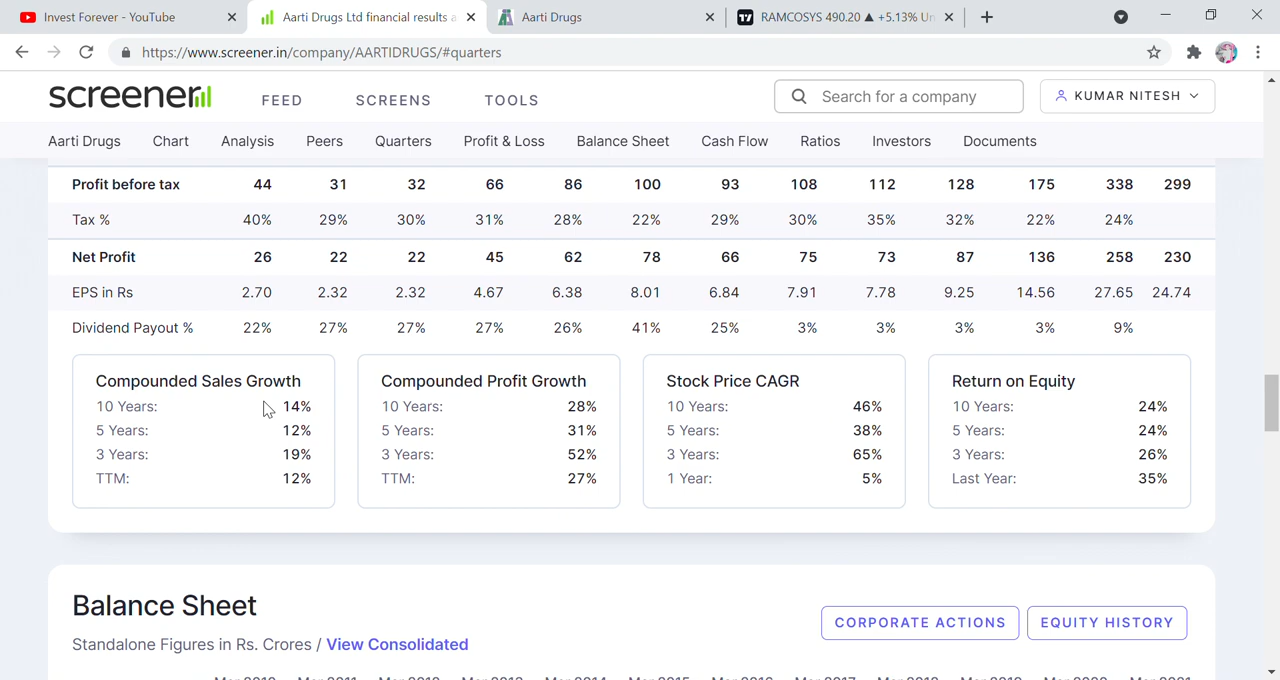 Invest Forever - YouTube
Aarti Drugs Ltd financial results a
Aarti Drugs
RAMCOSYS 490.20 ▲ +5.13% Un
https://www.screener.in/company/AARTIDRUGS/#quarters
screener
FEED SCREENS TOOLS
Search for a company
KUMAR NITESH
Aarti Drugs Chart Analysis Peers Quarters Profit & Loss Balance Sheet Cash Flow Ratios Investors Documents
Profit before tax 44 31 32 66 86 100 93 108 112 128 175 338 299
Tax % 40% 29% 30% 31% 28% 22% 29% 30% 35% 32% 22% 24%
Net Profit 26 22 22 45 62 78 66 75 73 87 136 258 230
EPS in Rs 2.70 2.32 2.32 4.67 6.38 8.01 6.84 7.91 7.78 9.25 14.56 27.65 24.74
Dividend Payout % 22% 27% 27% 27% 26% 41% 25% 3% 3% 3% 3% 9%
Compounded Sales Growth
10 Years: 14%
5 Years: 12%
3 Years: 19%
TTM: 12%
Compounded Profit Growth
10 Years: 28%
5 Years: 31%
3 Years: 52%
TTM: 27%
Stock Price CAGR
10 Years: 46%
5 Years: 38%
3 Years: 65%
1 Year: 5%
Return on Equity
10 Years: 24%
5 Years: 24%
3 Years: 26%
Last Year: 35%
Balance Sheet
CORPORATE ACTIONS
EQUITY HISTORY
Standalone Figures in Rs. Crores / View Consolidated